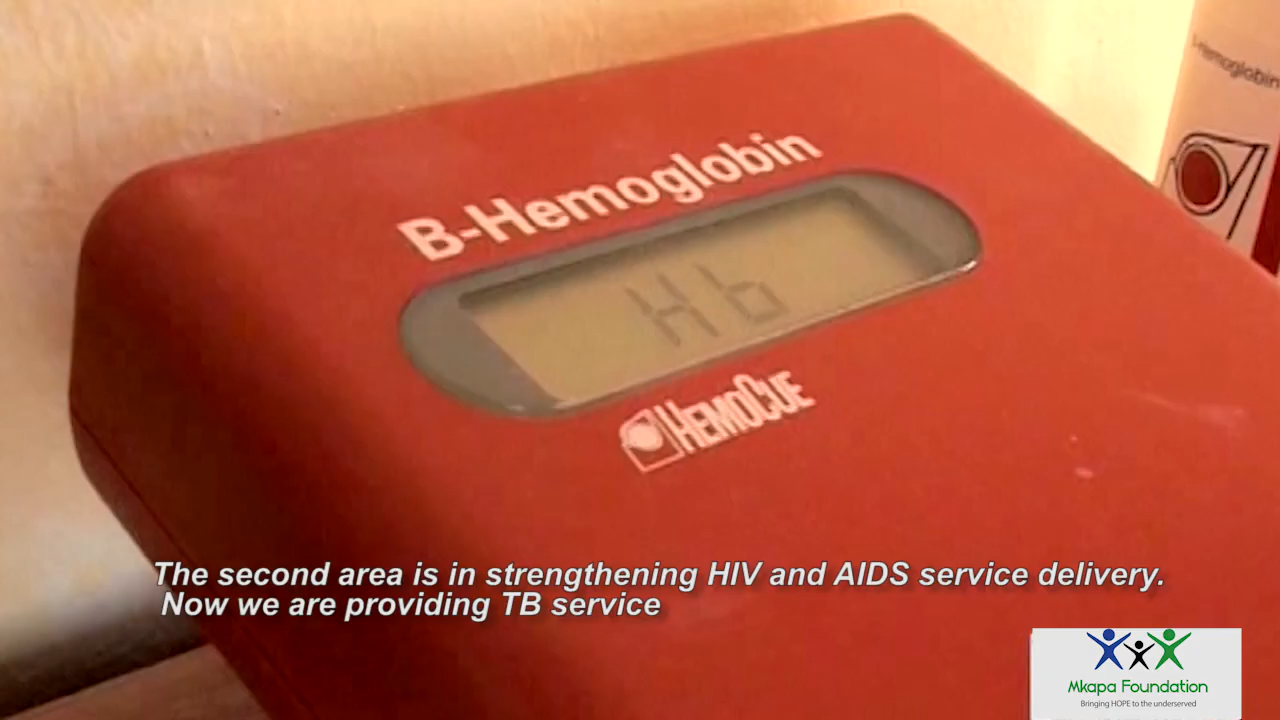 B-Hemoglobin
Hb
HEMOCUE
Hemoglobin
The second area is in strengthening HIV and AIDS service delivery.
Now we are providing TB service
Mkapa Foundation
Bringing HOPE to the underserved